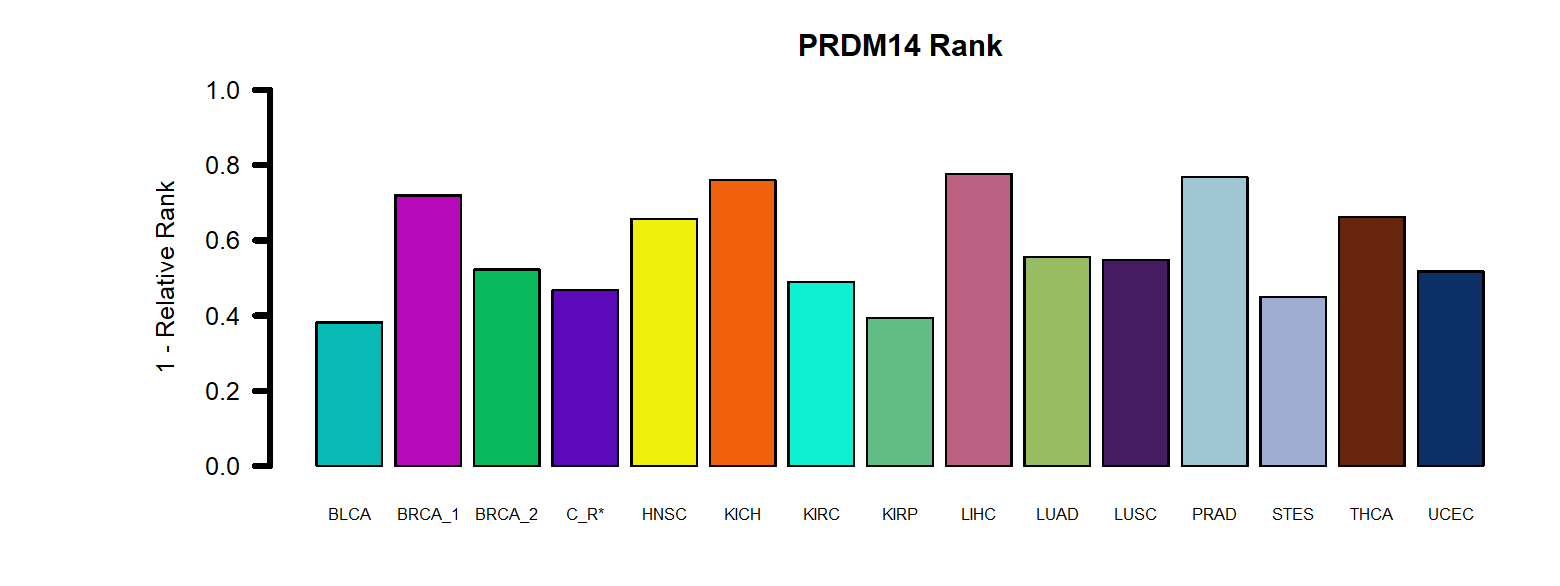 PRDM14 Rank
1 - Relative Rank
1.0
0.8
0.6
0.4
0.2
0.0
BLCA BRCA_1 BRCA_2 C_R* HNSC KICH KIRC KIRP LIHC LUAD LUSC PRAD STES THCA UCEC